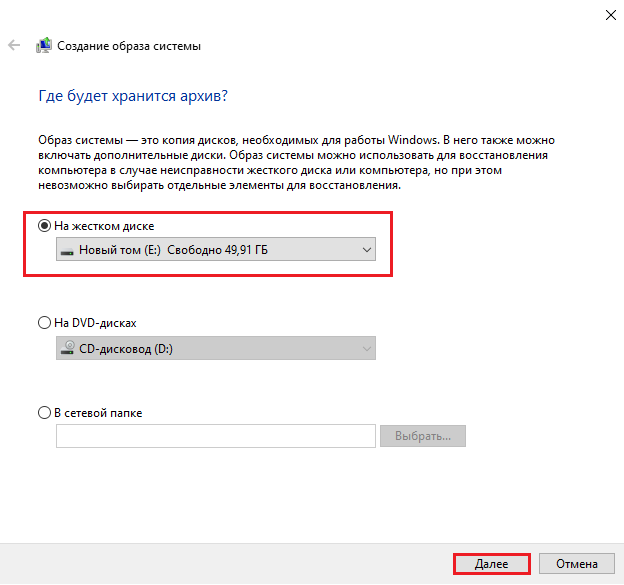 Создание образа системы
Где будет хранится архив?
Образ системы — это копия дисков, необходимых для работы Windows. В него также можно
включать дополнительные диски. Образ системы можно использовать для восстановления
компьютера в случае неисправности жесткого диска или компьютера, но при этом
невозможно выбирать отдельные элементы для восстановления.
На жестком диске
Новый том (E:) Свободно 49,91 ГБ
На DVD-дисках
CD-дисковод (D:)
В сетевой папке
Выбрать...
Далее
Отмена